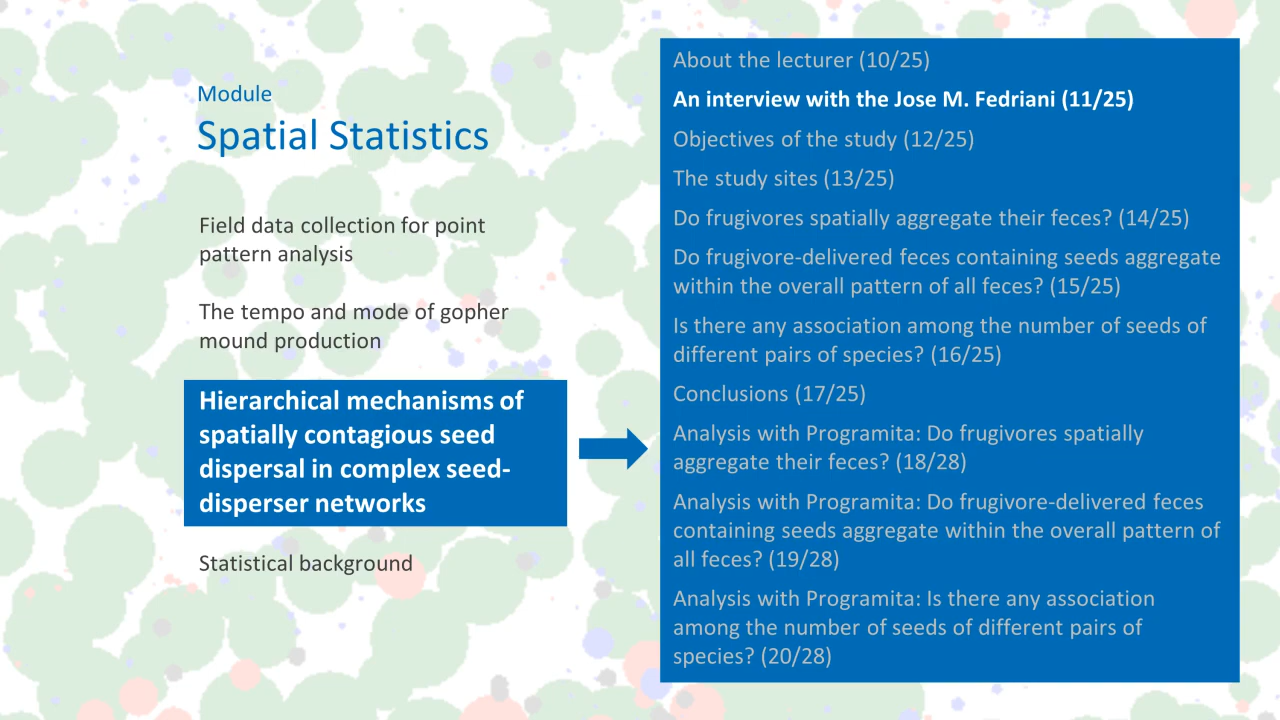 Module
Spatial Statistics
Field data collection for point
pattern analysis
The tempo and mode of gopher
mound production
Hierarchical mechanisms of
spatially contagious seed
dispersal in complex seed-
disperser networks
Statistical background
About the lecturer (10/25)
An interview with the Jose M. Fedriani (11/25)
Objectives of the study (12/25)
The study sites (13/25)
Do frugivores spatially aggregate their feces? (14/25)
Do frugivore-delivered feces containing seeds aggregate
within the overall pattern of all feces? (15/25)
Is there any association among the number of seeds of
different pairs of species? (16/25)
Conclusions (17/25)
Analysis with Programita: Do frugivores spatially
aggregate their feces? (18/28)
Analysis with Programita: Do frugivore-delivered feces
containing seeds aggregate within the overall pattern of
all feces? (19/28)
Analysis with Programita: Is there any association
among the number of seeds of different pairs of
species? (20/28)